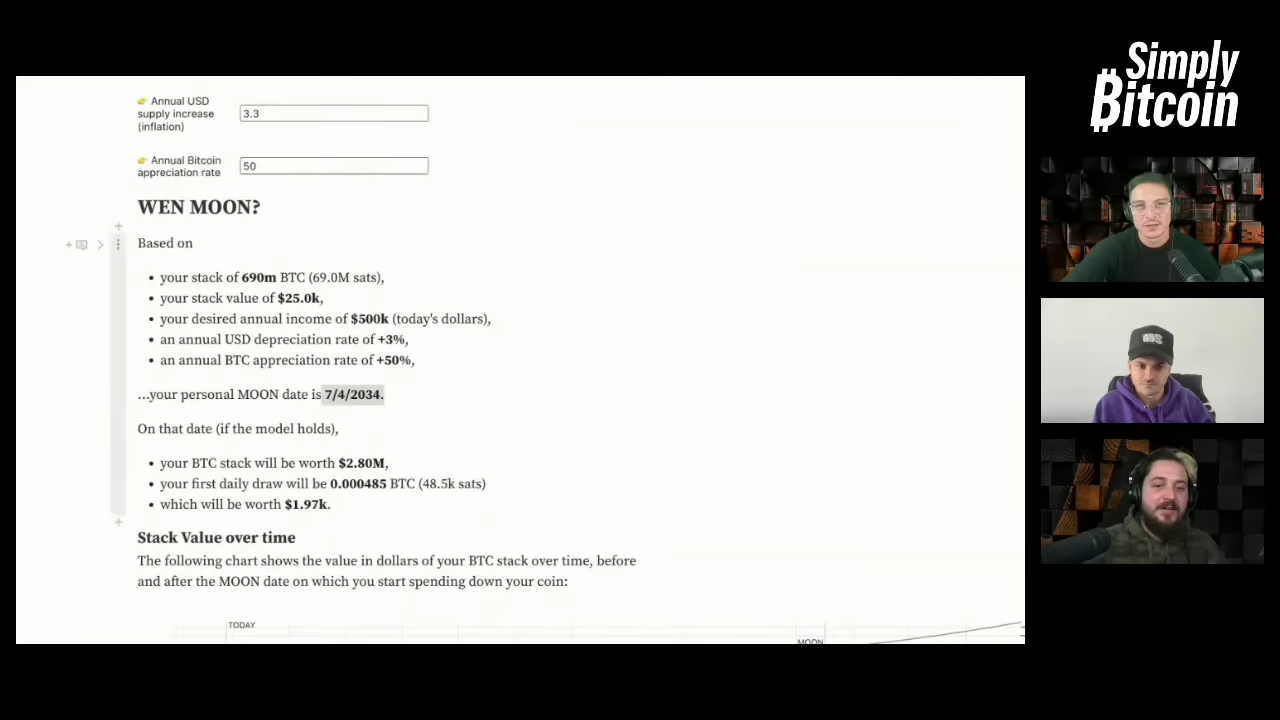 Simply
Bitcoin
👉 Annual USD
supply increase
(inflation)
3.3
👉 Annual Bitcoin
appreciation rate
50
WEN MOON?
Based on
• your stack of 690m BTC (69.0M sats),
• your stack value of $25.0k,
• your desired annual income of $500k (today's dollars),
• an annual USD depreciation rate of +3%,
• an annual BTC appreciation rate of +50%,
…your personal MOON date is 7/4/2034.
On that date (if the model holds),
• your BTC stack will be worth $2.80M,
• your first daily draw will be 0.000485 BTC (48.5k sats)
• which will be worth $1.97k.
Stack Value over time
The following chart shows the value in dollars of your BTC stack over time, before
and after the MOON date on which you start spending down your coin:
TODAY
MOON